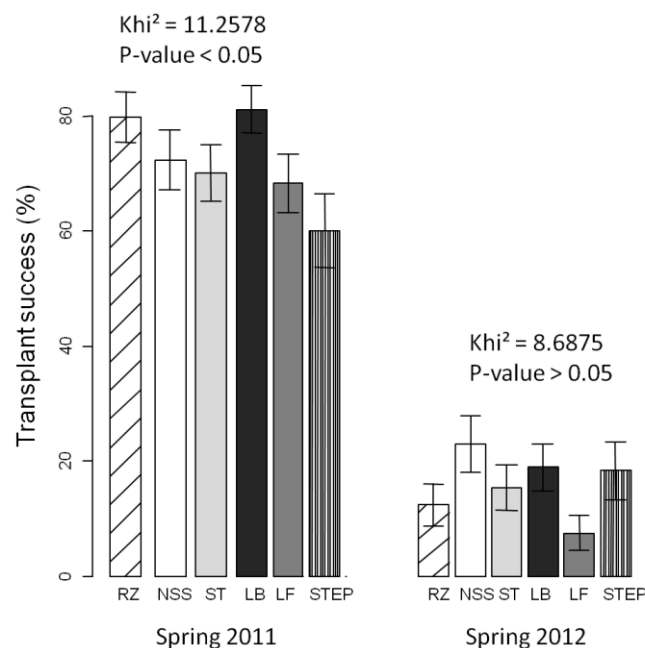 Khi² = 11.2578
P-value < 0.05
Khi² = 8.6875
P-value > 0.05
Transplant success (%)
80
60
40
20
0
RZ NSS ST LB LF STEP
RZ NSS ST LB LF STEP
Spring 2011
Spring 2012